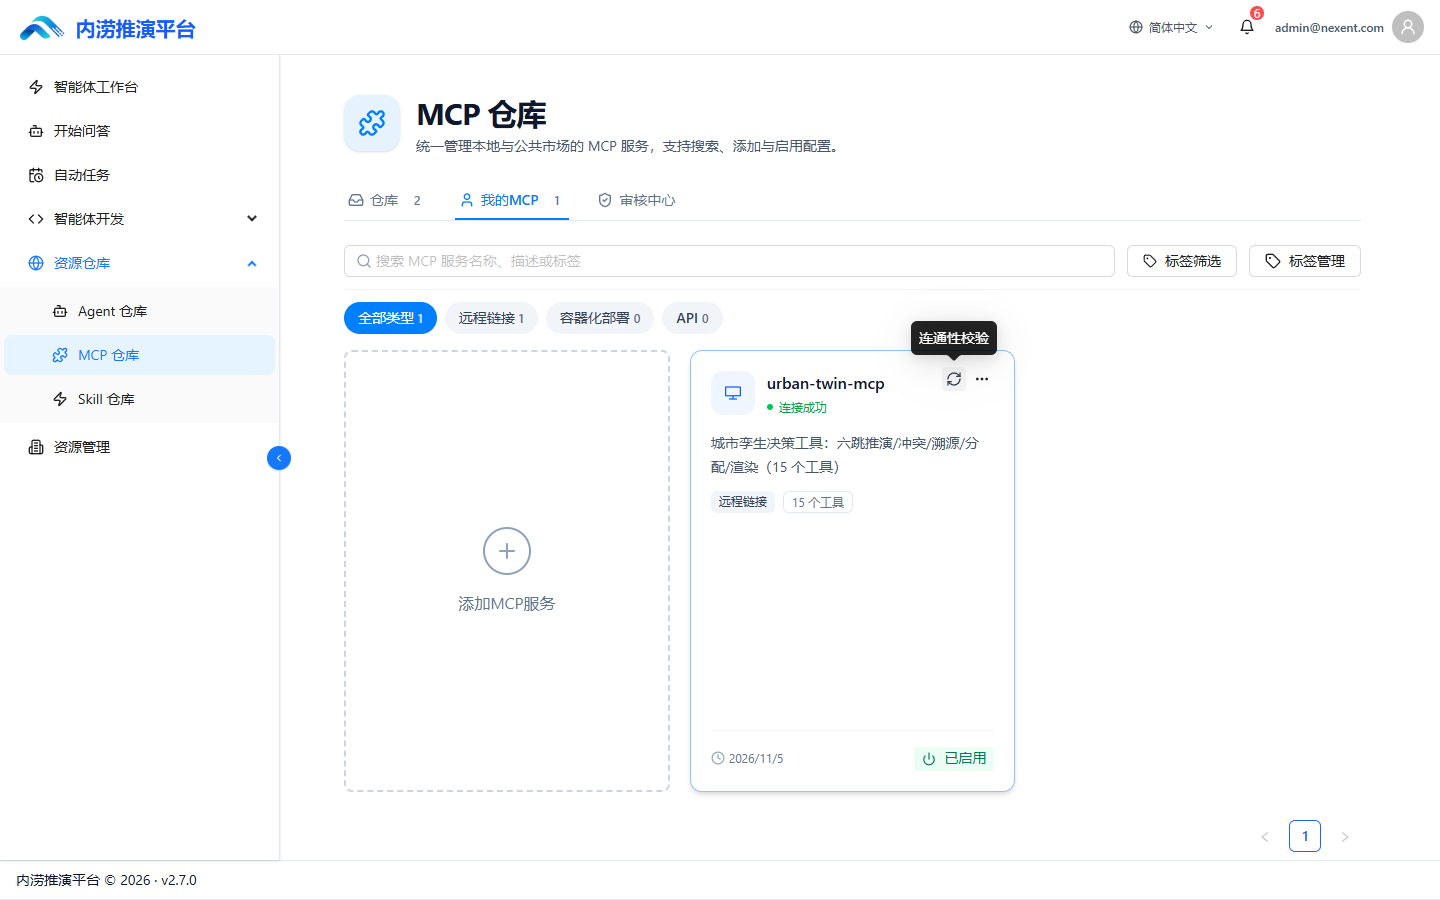 内涝推演平台
简体中文
6
admin@nexent.com
智能体工作台
开始问答
自动任务
智能体开发
资源仓库
Agent 仓库
MCP 仓库
Skill 仓库
资源管理
MCP 仓库
统一管理本地与公共市场的 MCP 服务，支持搜索、添加与启用配置。
仓库 2
我的MCP 1
审核中心
搜索 MCP 服务名称、描述或标签
标签筛选
标签管理
全部类型 1
远程链接 1
容器化部署 0
API 0
连通性校验
添加MCP服务
urban-twin-mcp
连接成功
城市孪生决策工具：六跳推演/冲突/溯源/分
配/渲染（15 个工具）
远程链接
15 个工具
2026/11/5
已启用
1
内涝推演平台 © 2026 · v2.7.0